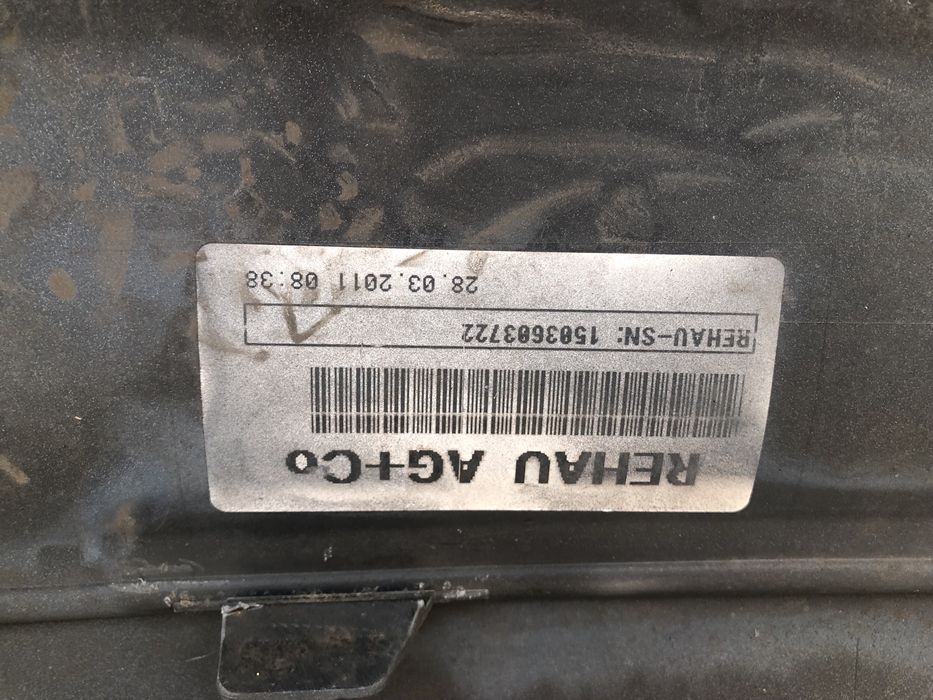 REHAU AG+Co
REHAU-SN: 1503603722
28.03.2011 08:38